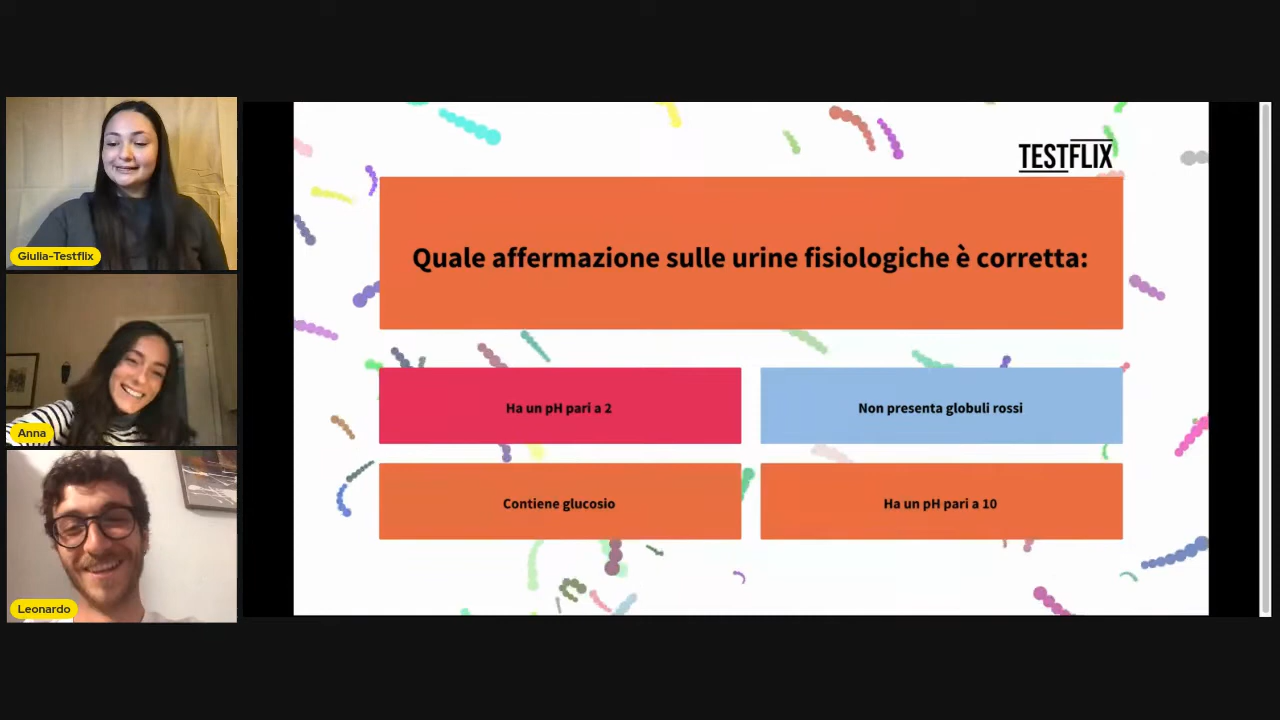 Giulia-Testflix
Anna
Leonardo
TESTFLIX
Quale affermazione sulle urine fisiologiche è corretta:
Ha un pH pari a 2
Non presenta globuli rossi
Contiene glucosio
Ha un pH pari a 10